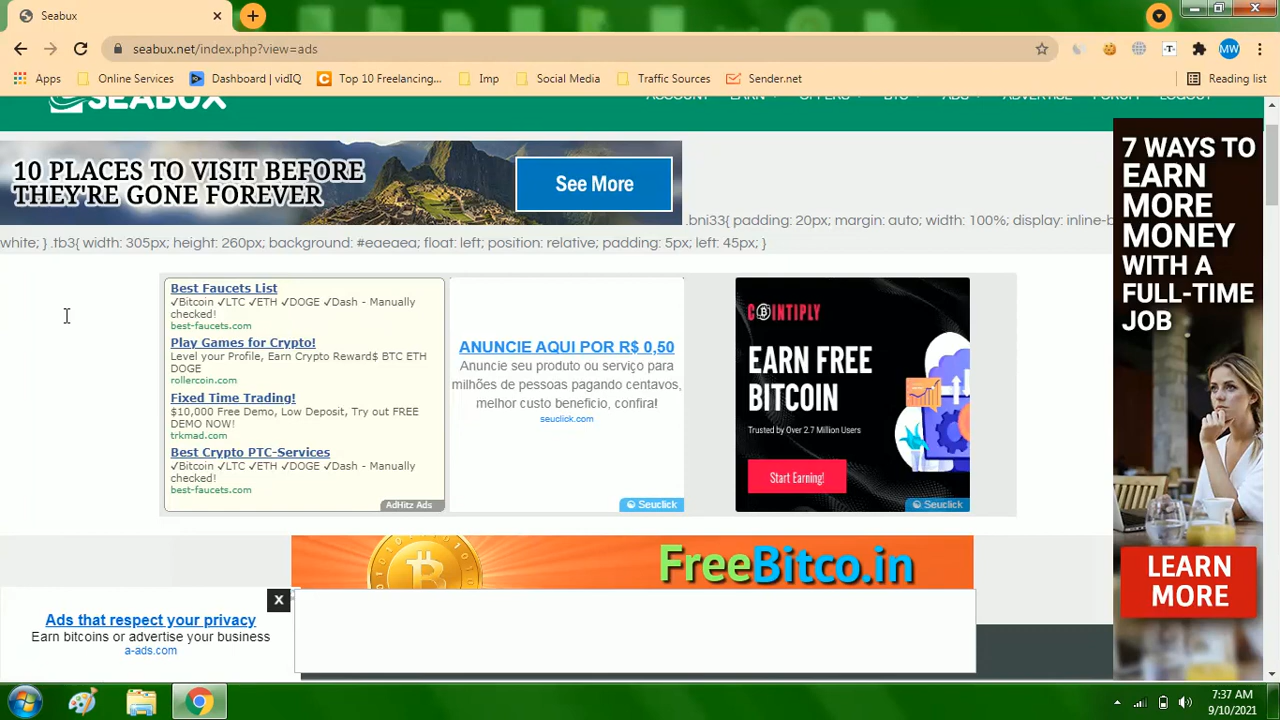 Seabux
seabux.net/index.php?view=ads
MW
Apps
Online Services
Dashboard | vidIQ
Top 10 Freelancing...
Imp
Social Media
Traffic Sources
Sender.net
Reading list
SEABUX
ACCOUNT EARN OFFERS BTC ADS ADVERTISE FORUM LOGOUT
10 PLACES TO VISIT BEFORE
THEY'RE GONE FOREVER
See More
.bni33{ padding: 20px; margin: auto; width: 100%; display: inline-b
white; } .tb3{ width: 305px; height: 260px; background: #eaeaea; float: left; position: relative; padding: 5px; left: 45px; }
Best Faucets List
✓Bitcoin ✓LTC ✓ETH ✓DOGE ✓Dash - Manually
checked!
best-faucets.com
Play Games for Crypto!
Level your Profile, Earn Crypto Reward$ BTC ETH
DOGE
rollercoin.com
Fixed Time Trading!
$10,000 Free Demo, Low Deposit, Try out FREE
DEMO NOW!
trkmad.com
Best Crypto PTC-Services
✓Bitcoin ✓LTC ✓ETH ✓DOGE ✓Dash - Manually
checked!
best-faucets.com
AdHitz Ads
ANUNCIE AQUI POR R$ 0,50
Anuncie seu produto ou serviço para
milhões de pessoas pagando centavos,
melhor custo beneficio, confira!
seuclick.com
Seuclick
COINTIPLY
EARN FREE
BITCOIN
Trusted by Over 2.7 Million Users
Start Earning!
Seuclick
7 WAYS TO
EARN
MORE
MONEY
WITH A
FULL-TIME
JOB
LEARN
MORE
FreeBitco.in
X
Ads that respect your privacy
Earn bitcoins or advertise your business
a-ads.com
7:37 AM
9/10/2021